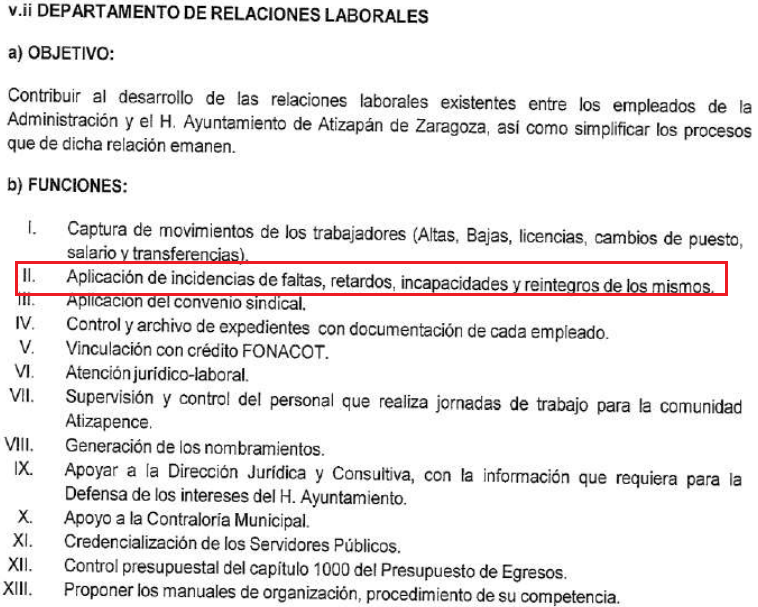 v.ii DEPARTAMENTO DE RELACIONES LABORALES
a) OBJETIVO:
Contribuir al desarrollo de las relaciones laborales existentes entre los empleados de la
Administración y el H. Ayuntamiento de Atizapán de Zaragoza, así como simplificar los procesos
que de dicha relación emanen.
b) FUNCIONES:
I. Captura de movimientos de los trabajadores (Altas, Bajas, licencias, cambios de puesto,
salario y transferencias).
II. Aplicación de incidencias de faltas, retardos, incapacidades y reintegros de los mismos.
III. Aplicación del convenio sindical.
IV. Control y archivo de expedientes con documentación de cada empleado.
V. Vinculación con crédito FONACOT.
VI. Atención jurídico-laboral.
VII. Supervisión y control del personal que realiza jornadas de trabajo para la comunidad
Atizapence.
VIII. Generación de los nombramientos.
IX. Apoyar a la Dirección Jurídica y Consultiva, con la información que requiera para la
Defensa de los intereses del H. Ayuntamiento.
X. Apoyo a la Contraloría Municipal.
XI. Credencialización de los Servidores Públicos.
XII. Control presupuestal del capítulo 1000 del Presupuesto de Egresos.
XIII. Proponer los manuales de organización, procedimiento de su competencia.